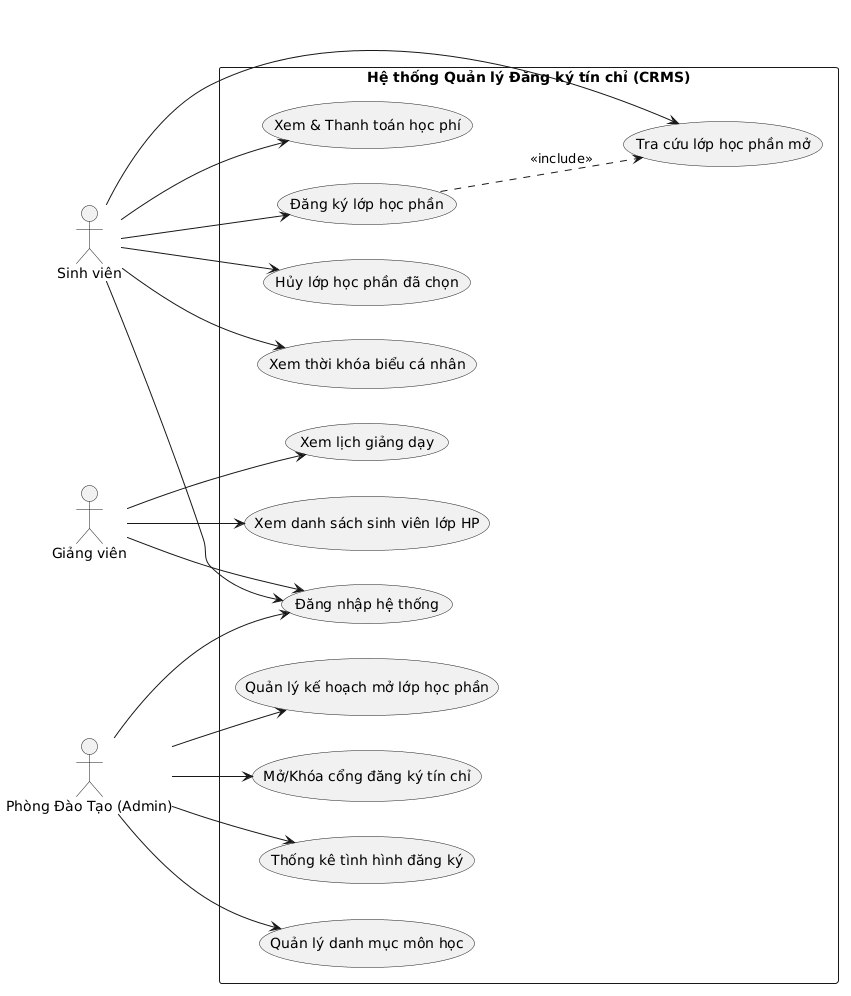 Hệ thống Quản lý Đăng ký tín chỉ (CRMS)
Xem & Thanh toán học phí
Tra cứu lớp học phần mở
«include»
Đăng ký lớp học phần
Sinh viên
Hủy lớp học phần đã chọn
Xem thời khóa biểu cá nhân
Xem lịch giảng dạy
Giảng viên
Xem danh sách sinh viên lớp HP
Đăng nhập hệ thống
Quản lý kế hoạch mở lớp học phần
Mở/Khóa cổng đăng ký tín chỉ
Phòng Đào Tạo (Admin)
Thống kê tình hình đăng ký
Quản lý danh mục môn học